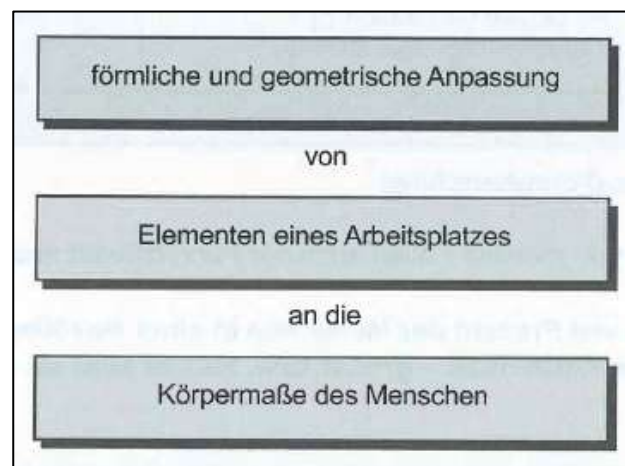 förmliche und geometrische Anpassung
von
Elementen eines Arbeitsplatzes
an die
Körpermaße des Menschen